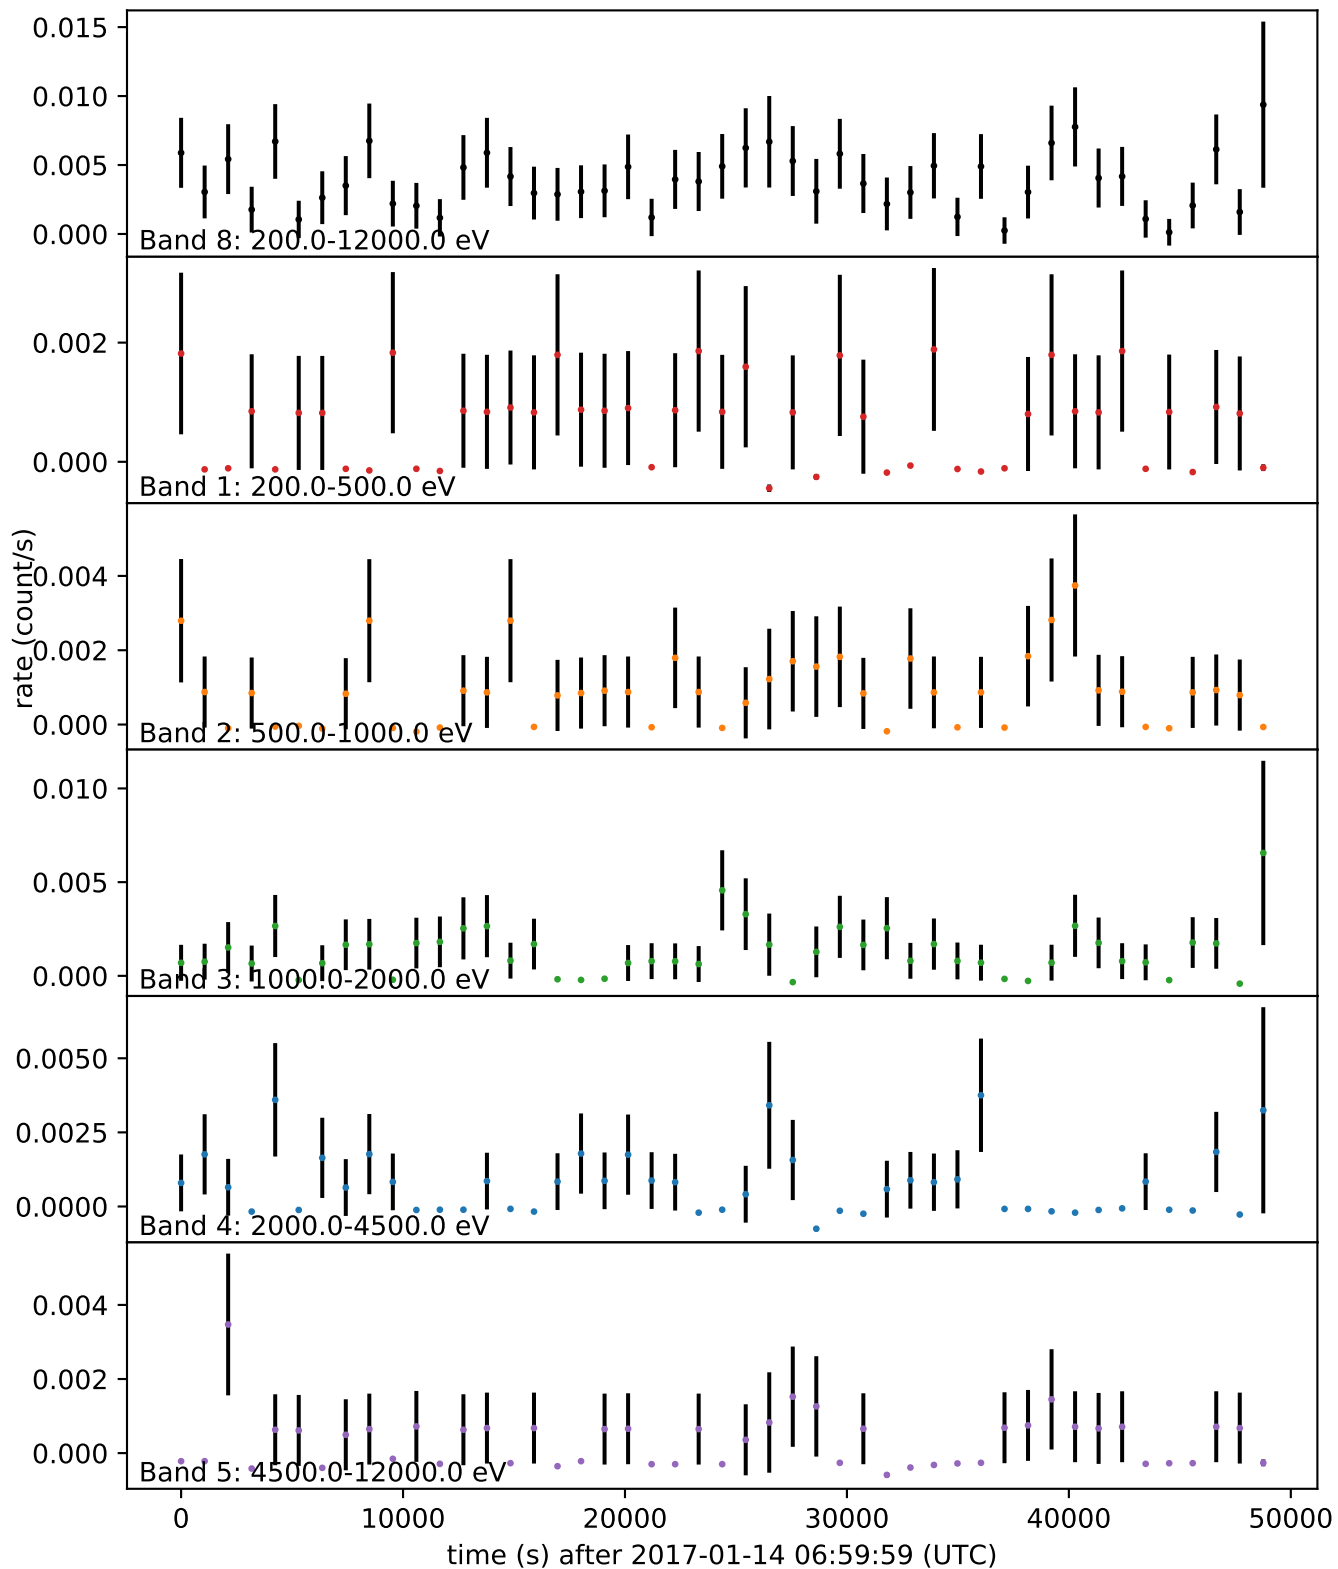 0.015
0.010
0.005
0.000
Band 8: 200.0-12000.0 eV
0.002
0.000
Band 1: 200.0-500.0 eV
rate (count/s)
0.004
0.002
0.000
Band 2: 500.0-1000.0 eV
0.010
0.005
0.000
Band 3: 1000.0-2000.0 eV
0.0050
0.0025
0.0000
Band 4: 2000.0-4500.0 eV
0.004
0.002
0.000
Band 5: 4500.0-12000.0 eV
0 10000 20000 30000 40000 50000
time (s) after 2017-01-14 06:59:59 (UTC)